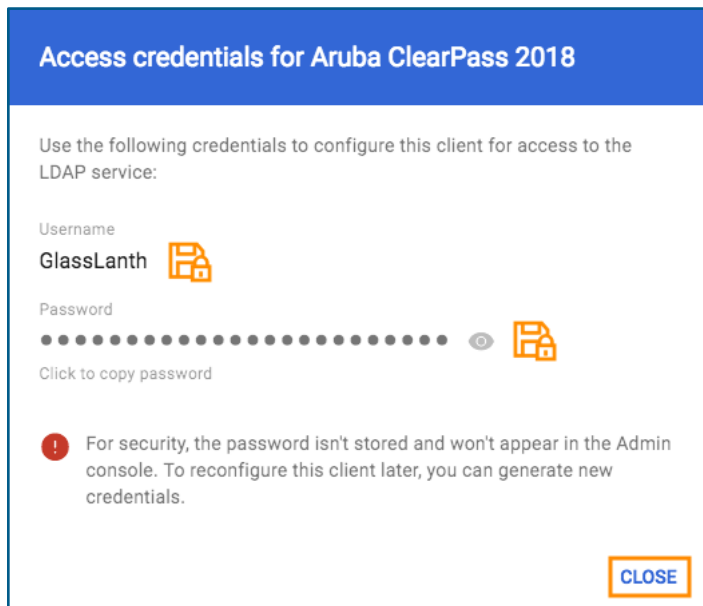 Access credentials for Aruba ClearPass 2018
Use the following credentials to configure this client for access to the
LDAP service:
Username
GlassLanth
Password
Click to copy password
For security, the password isn't stored and won't appear in the Admin
console. To reconfigure this client later, you can generate new
credentials.
CLOSE